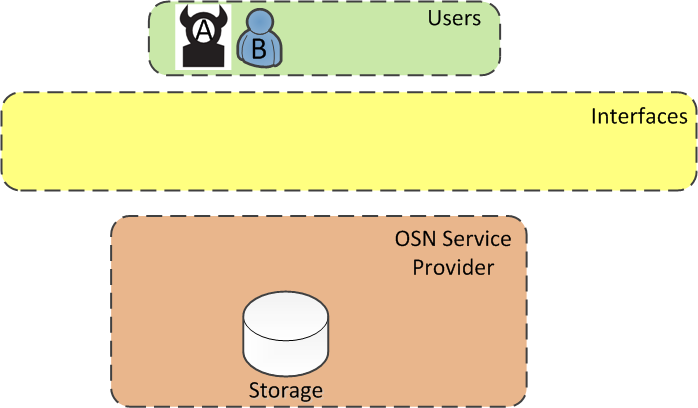 Users
A
B
Interfaces
OSN Service
Provider
Storage